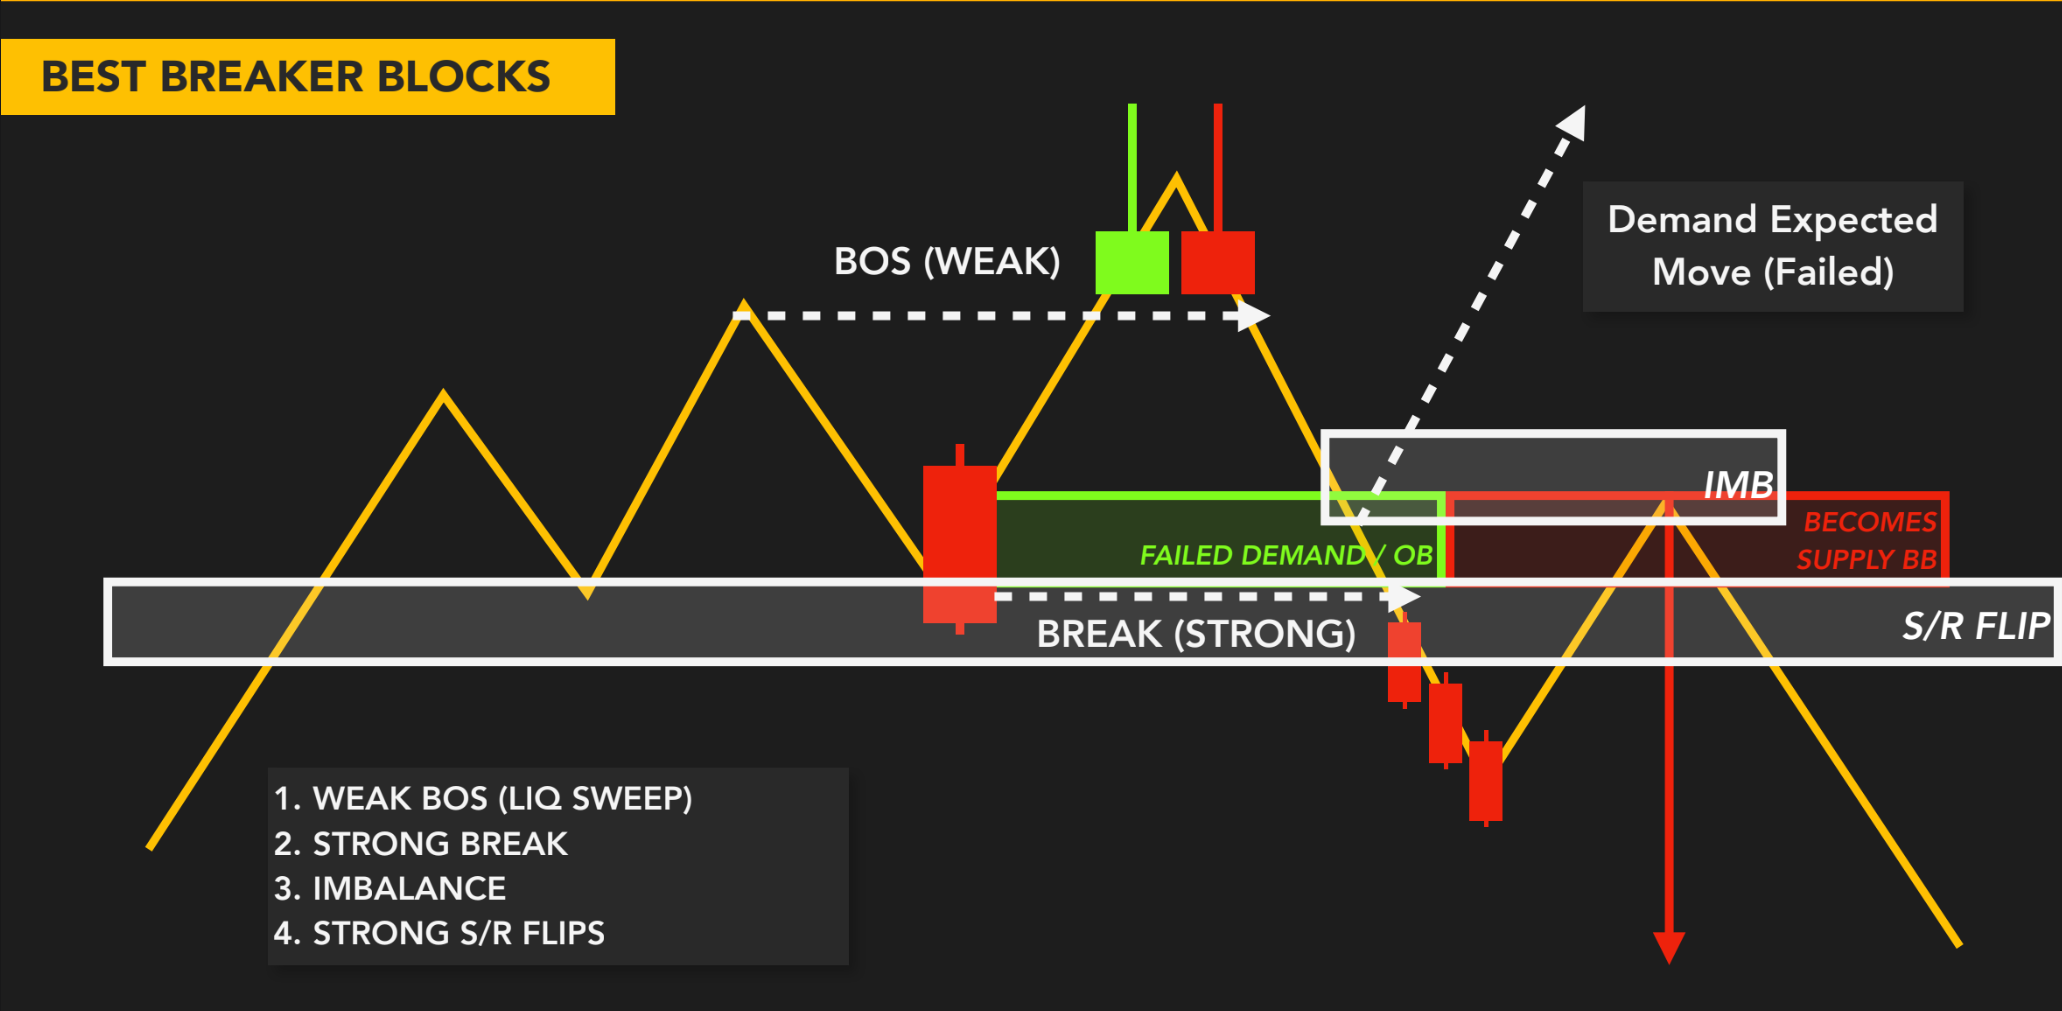 BEST BREAKER BLOCKS
BOS (WEAK)
Demand Expected
Move (Failed)
IMB
BECOMES
SUPPLY BB
FAILED DEMAND / OB
BREAK (STRONG)
S/R FLIP
1. WEAK BOS (LIQ SWEEP)
2. STRONG BREAK
3. IMBALANCE
4. STRONG S/R FLIPS